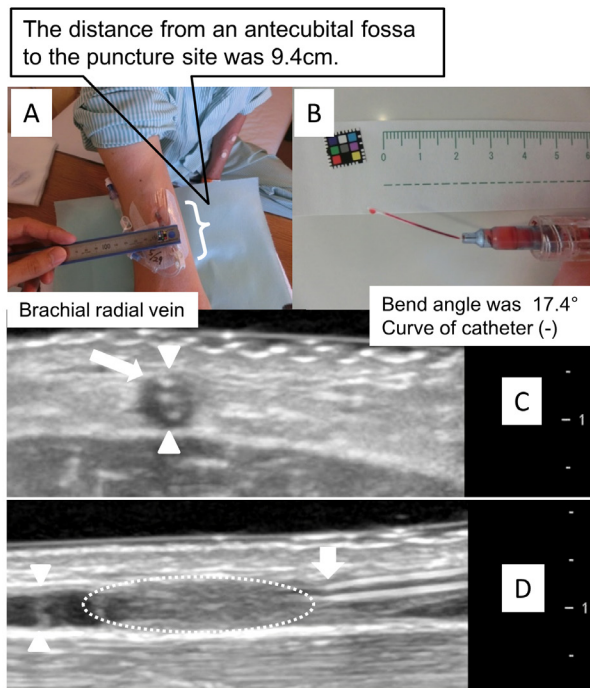 The distance from an antecubital fossa
to the puncture site was 9.4cm.
A
B
0 1 2 3 4 5 6
Brachial radial vein
Bend angle was 17.4°
Curve of catheter (-)
C
1
D
1